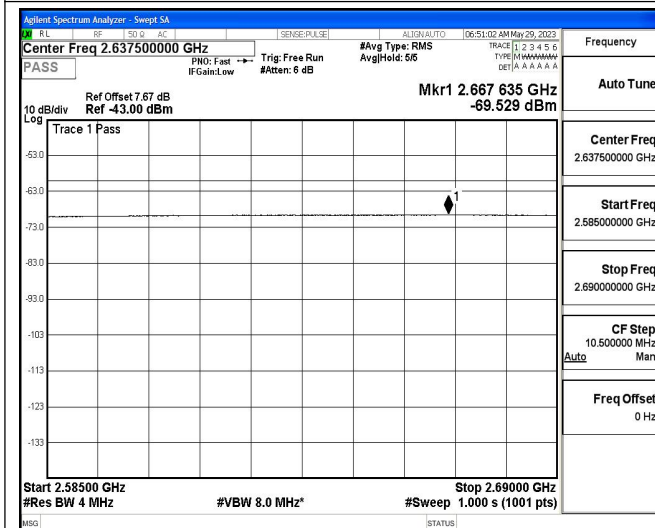 Agilent Spectrum Analyzer - Swept SA
LXI RL RF 50 Ω AC SENSE:PULSE ALIGN AUTO 06:51:02 AM May 29, 2023
Center Freq 2.637500000 GHz
PASS
PNO: Fast
IFGain:Low
Trig: Free Run
#Atten: 6 dB
#Avg Type: RMS
Avg|Hold: 5/5
TRACE 1 2 3 4 5 6
TYPE M WWWWW
DET A A A A A A
Mkr1 2.667 635 GHz
-69.529 dBm
Ref Offset 7.67 dB
10 dB/div Ref -43.00 dBm
Log
Trace 1 Pass
1
-53.0
-63.0
-73.0
-83.0
-93.0
-103
-113
-123
-133
Start 2.58500 GHz Stop 2.69000 GHz
#Res BW 4 MHz #VBW 8.0 MHz* #Sweep 1.000 s (1001 pts)
MSG STATUS
Frequency
Auto Tune
Center Freq
2.637500000 GHz
Start Freq
2.585000000 GHz
Stop Freq
2.690000000 GHz
CF Step
10.500000 MHz
Auto Man
Freq Offset
0 Hz